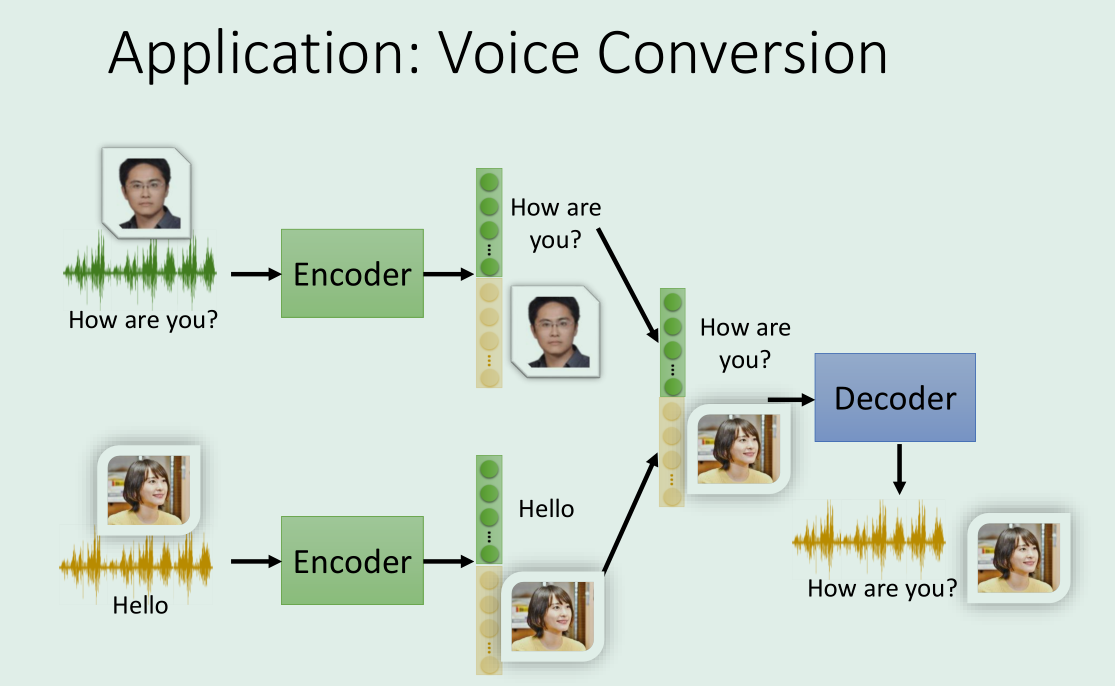 Application: Voice Conversion
How are you?
Encoder
How are
you?
Hello
Encoder
Hello
How are
you?
Decoder
How are you?